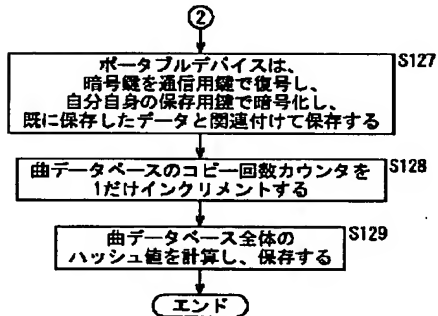 ②
ポータブルデバイスは、
暗号鍵を通信用鍵で復号し、
自分自身の保存用鍵で暗号化し、
既に保存したデータと関連付けて保存する
S127
曲データベースのコピー回数カウンタを
1だけインクリメントする
S128
曲データベース全体の
ハッシュ値を計算し、保存する
S129
エンド